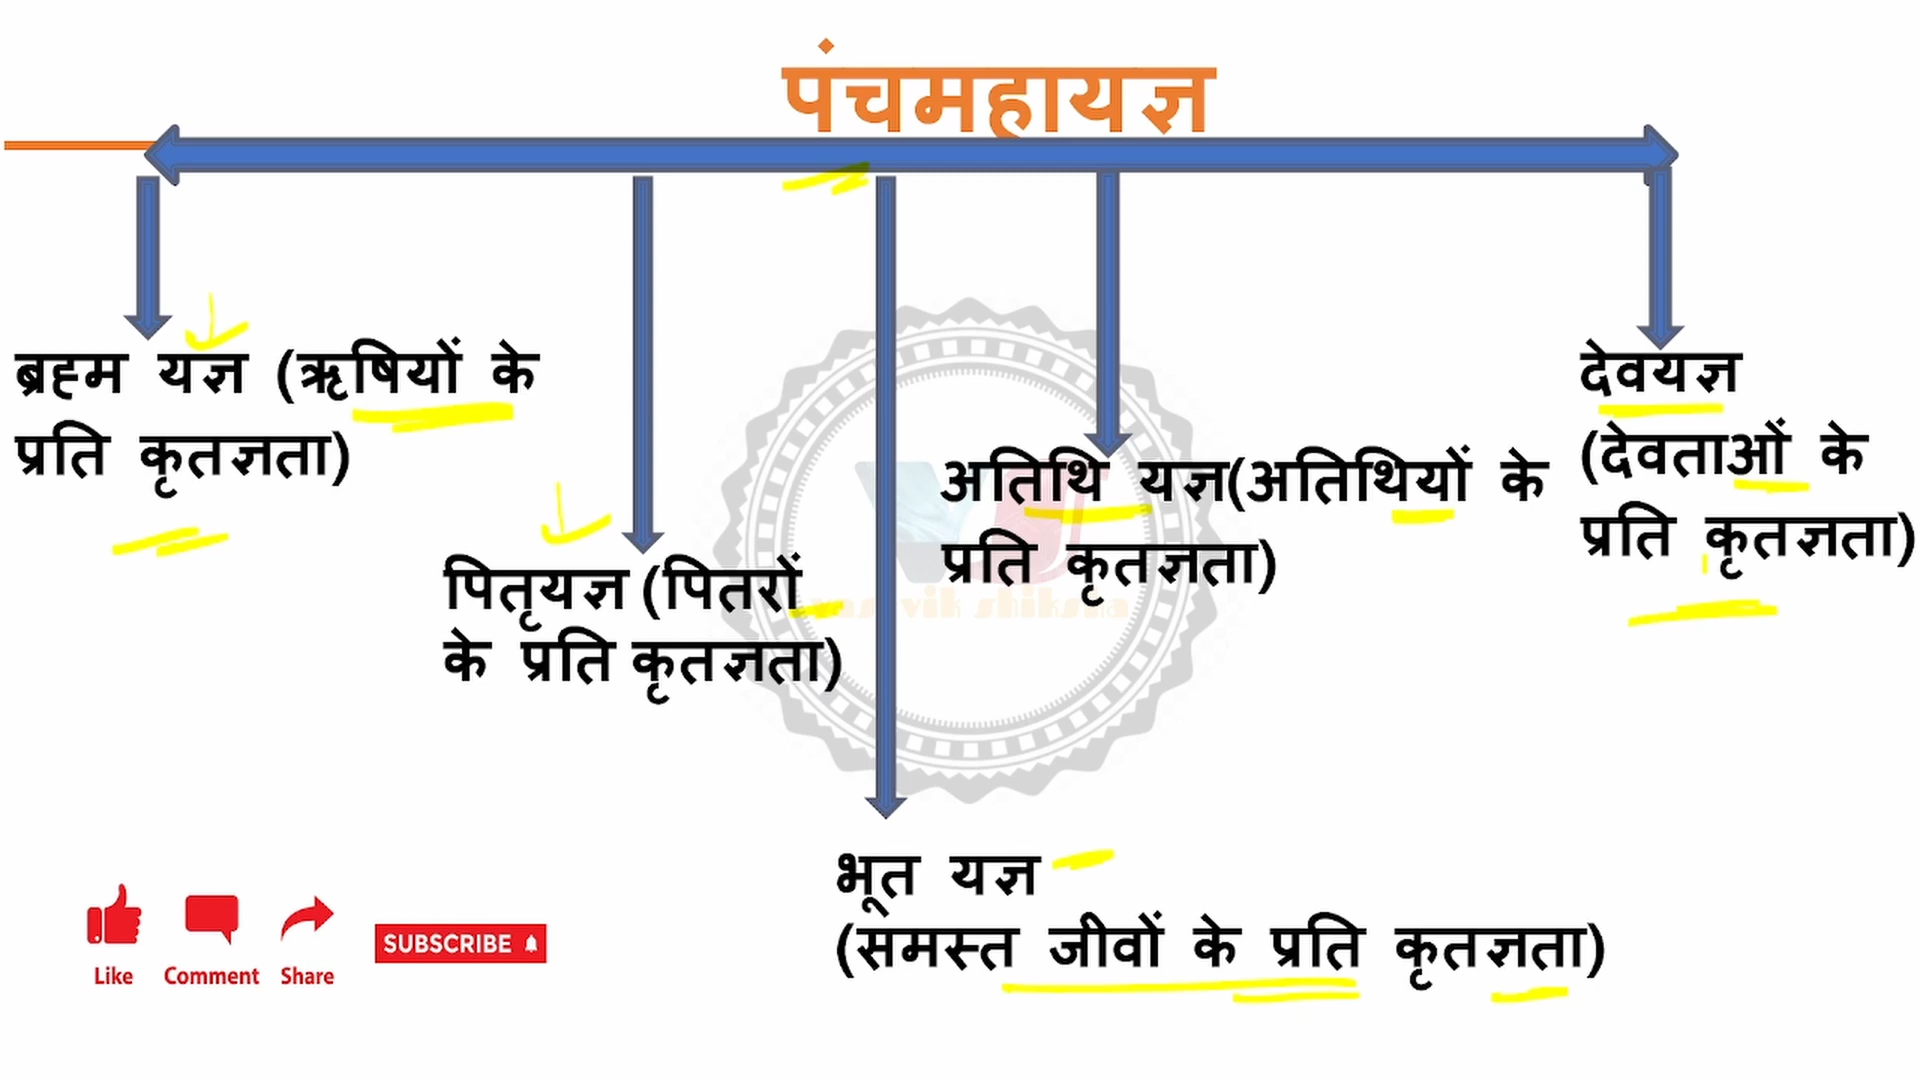 पंचमहायज्ञ
ब्रह्म यज्ञ (ऋषियों के
प्रति कृतज्ञता)
पितृयज्ञ (पितरों
के प्रति कृतज्ञता)
भूत यज्ञ
(समस्त जीवों के प्रति कृतज्ञता)
अतिथि यज्ञ(अतिथियों के
प्रति कृतज्ञता)
देवयज्ञ
(देवताओं के
प्रति कृतज्ञता)
shiksha
Like Comment Share
SUBSCRIBE